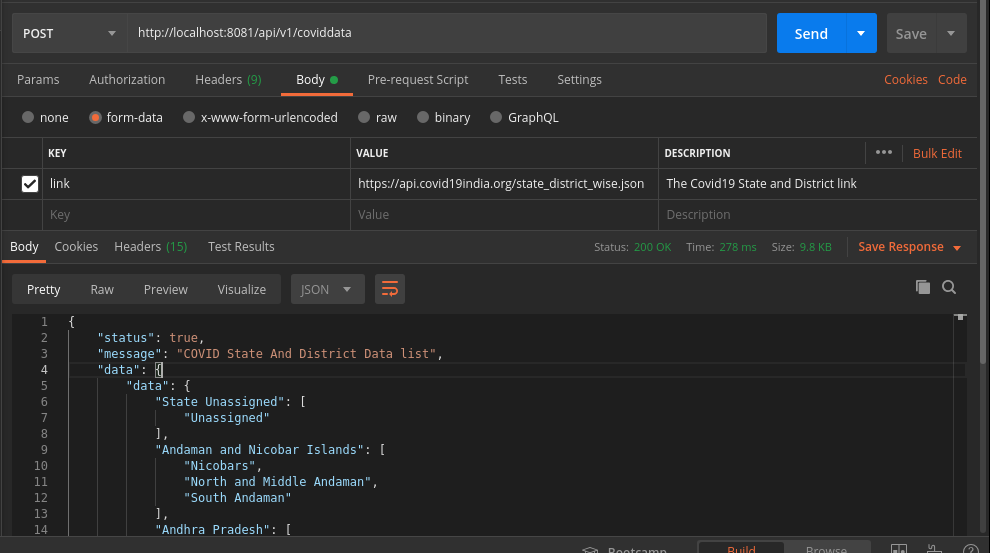 POST http://localhost:8081/api/v1/coviddata Send Save
Params Authorization Headers (9) Body Pre-request Script Tests Settings Cookies Code
none form-data x-www-form-urlencoded raw binary GraphQL
KEY VALUE DESCRIPTION ••• Bulk Edit
link https://api.covid19india.org/state_district_wise.json The Covid19 State and District link
Key Value Description
Body Cookies Headers (15) Test Results Status: 200 OK Time: 278 ms Size: 9.8 KB Save Response
Pretty Raw Preview Visualize JSON
1 {
2 "status": true,
3 "message": "COVID State And District Data list",
4 "data": {
5 "data": {
6 "State Unassigned": [
7 "Unassigned"
8 ],
9 "Andaman and Nicobar Islands": [
10 "Nicobars",
11 "North and Middle Andaman",
12 "South Andaman"
13 ],
14 "Andhra Pradesh": [
Bootcamp Build Browse